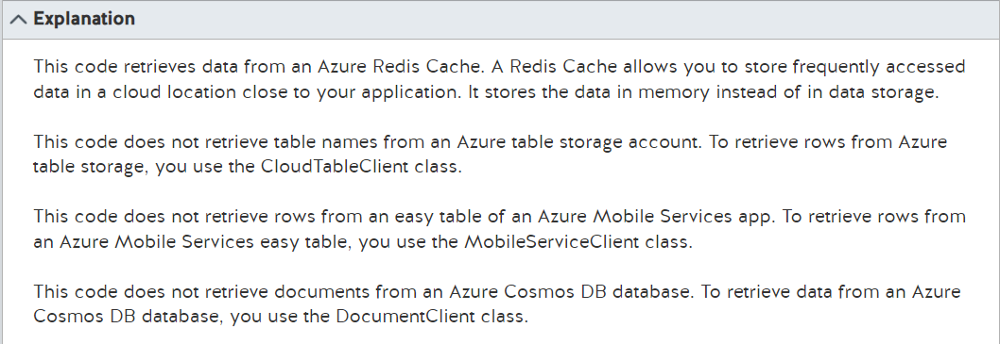 Explanation
This code retrieves data from an Azure Redis Cache. A Redis Cache allows you to store frequently accessed
data in a cloud location close to your application. It stores the data in memory instead of in data storage.
This code does not retrieve table names from an Azure table storage account. To retrieve rows from Azure
table storage, you use the CloudTableClient class.
This code does not retrieve rows from an easy table of an Azure Mobile Services app. To retrieve rows from
an Azure Mobile Services easy table, you use the MobileServiceClient class.
This code does not retrieve documents from an Azure Cosmos DB database. To retrieve data from an Azure
Cosmos DB database, you use the DocumentClient class.